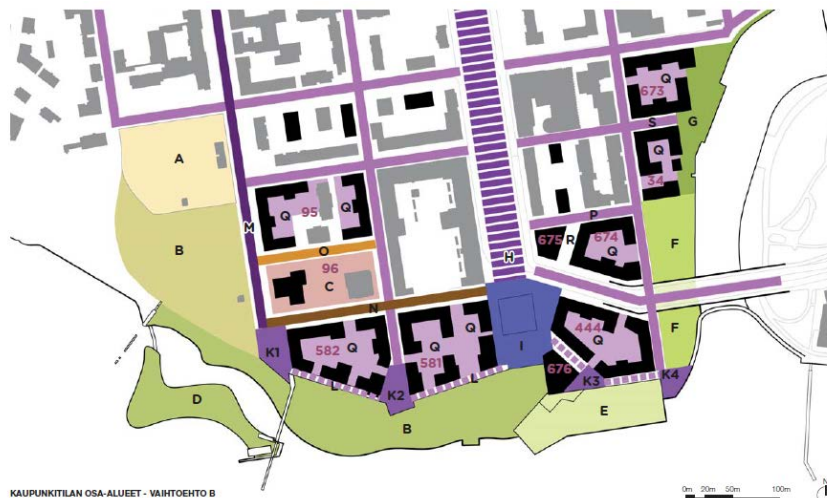 Q
673
S
G
A
Q
34
Q
95
Q
P
M
675
R
674
Q
B
O
H
F
96
C
N
444
Q
I
F
K1
582
Q
Q
Q
581
676
K3
K4
L
K2
L
D
B
E
KAUPUNKITILAN OSA-ALUEET - VAIHTOEHTO B
0m 20m 50m 100m
N